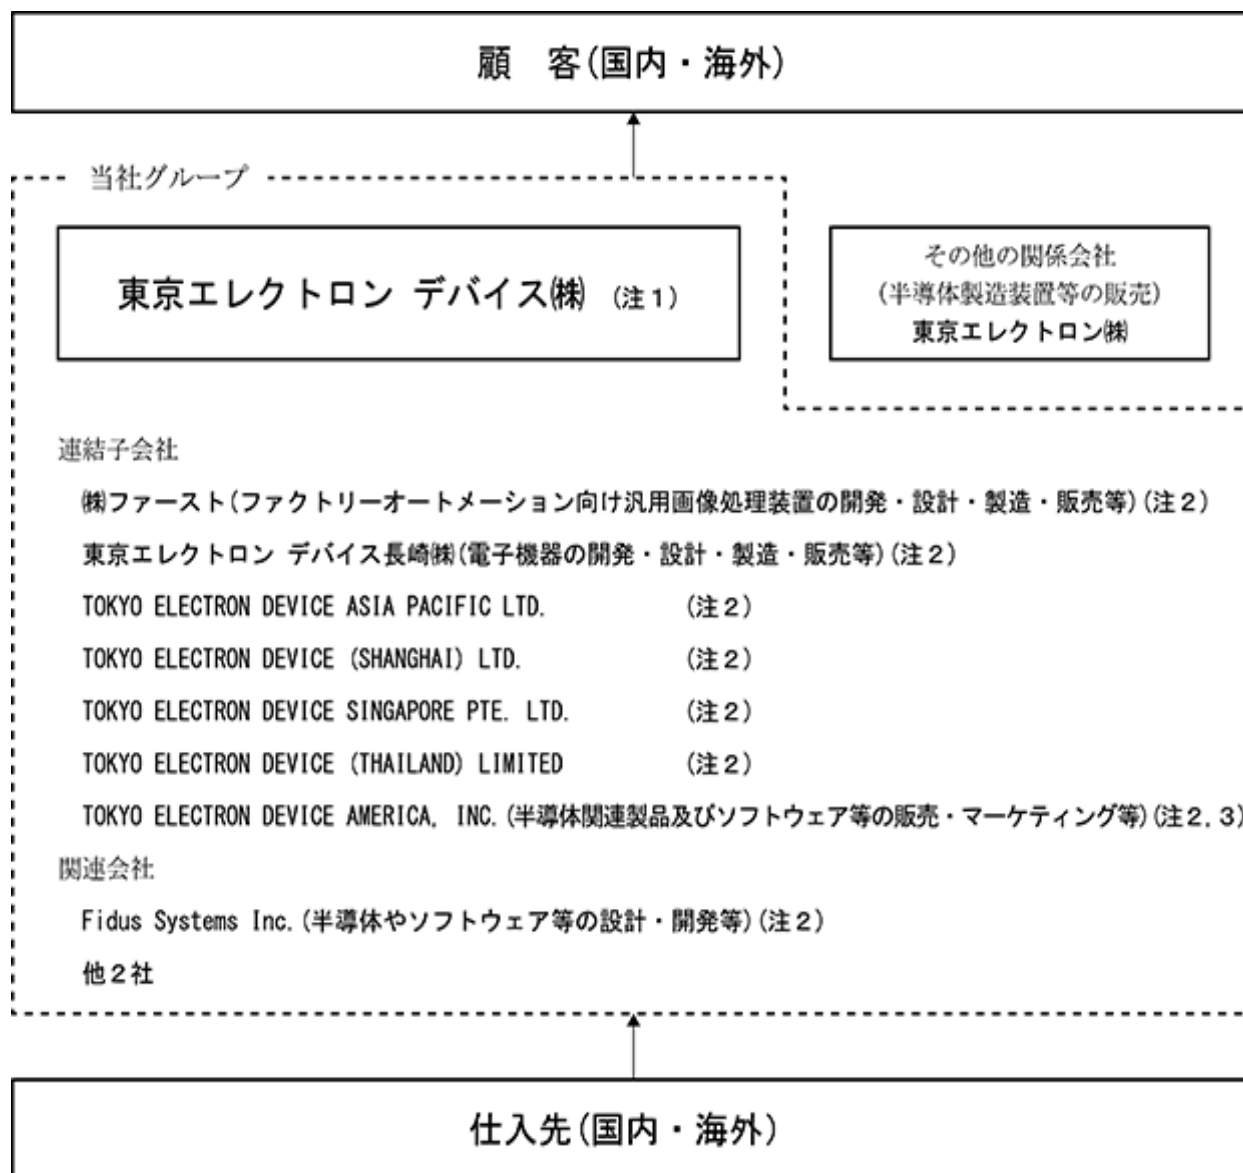 顧　客(国内・海外)
当社グループ
東京エレクトロン デバイス㈱ (注１)
その他の関係会社
(半導体製造装置等の販売)
東京エレクトロン㈱
連結子会社
㈱ファースト(ファクトリーオートメーション向け汎用画像処理装置の開発・設計・製造・販売等)(注２)
東京エレクトロン デバイス長崎㈱(電子機器の開発・設計・製造・販売等)(注２)
TOKYO ELECTRON DEVICE ASIA PACIFIC LTD. (注２)
TOKYO ELECTRON DEVICE (SHANGHAI) LTD. (注２)
TOKYO ELECTRON DEVICE SINGAPORE PTE. LTD. (注２)
TOKYO ELECTRON DEVICE (THAILAND) LIMITED (注２)
TOKYO ELECTRON DEVICE AMERICA, INC.(半導体関連製品及びソフトウェア等の販売・マーケティング等)(注２,３)
関連会社
Fidus Systems Inc.(半導体やソフトウェア等の設計・開発等)(注２)
他２社
仕入先(国内・海外)